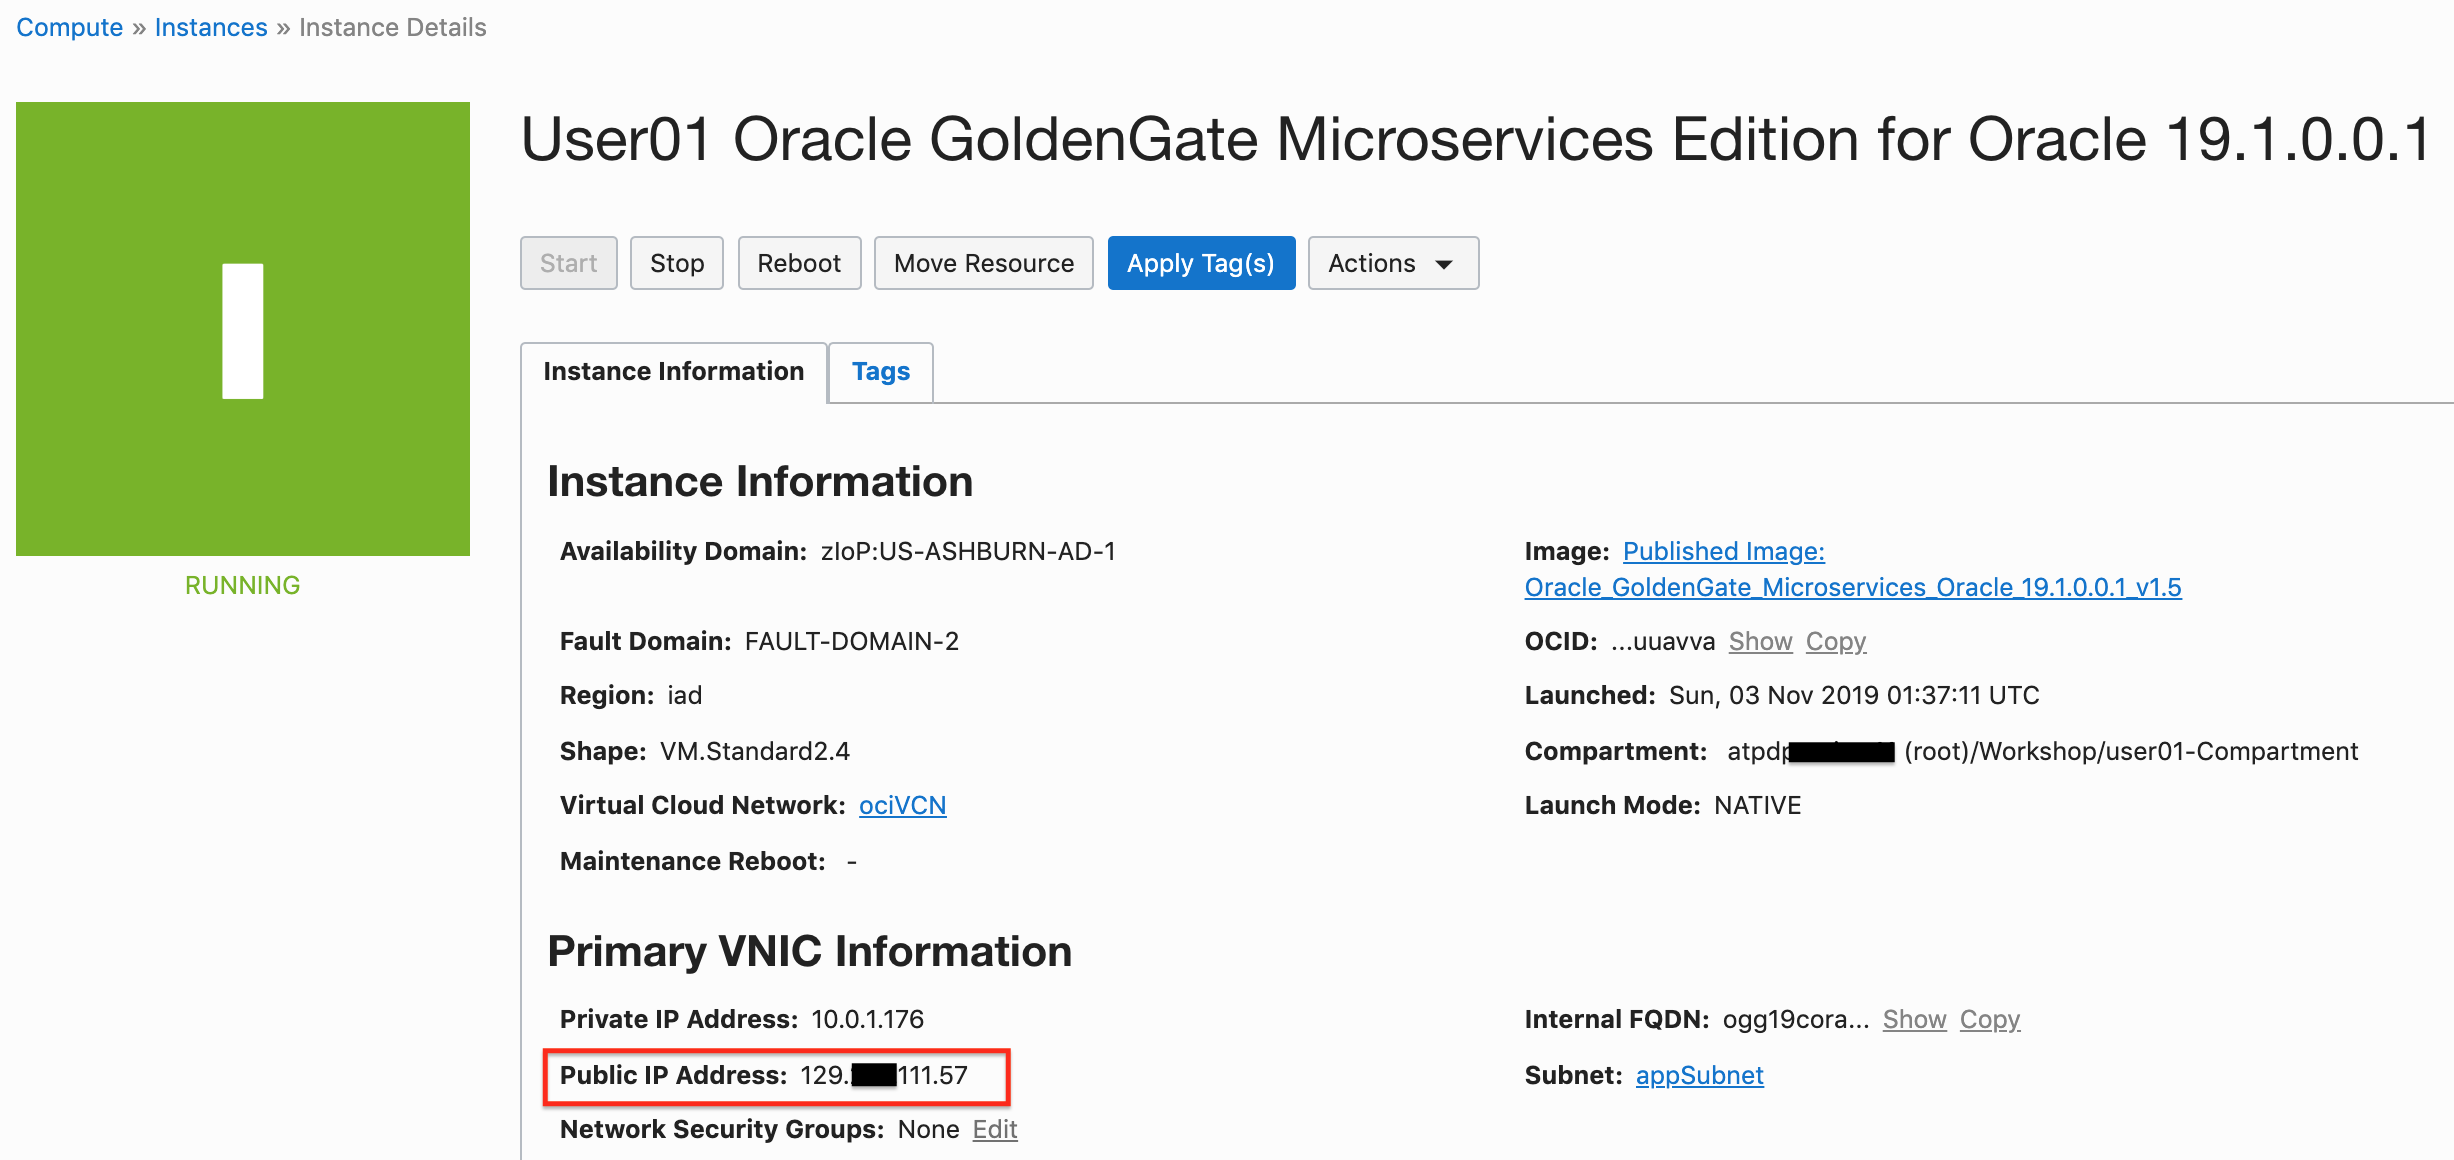 Compute » Instances » Instance Details
I
RUNNING
User01 Oracle GoldenGate Microservices Edition for Oracle 19.1.0.0.1
Start Stop Reboot Move Resource Apply Tag(s) Actions
Instance Information Tags
Instance Information
Availability Domain: zIoP:US-ASHBURN-AD-1
Fault Domain: FAULT-DOMAIN-2
Region: iad
Shape: VM.Standard2.4
Virtual Cloud Network: ociVCN
Maintenance Reboot: -
Image: Published Image:
Oracle_GoldenGate_Microservices_Oracle_19.1.0.0.1_v1.5
OCID: ...uuavva Show Copy
Launched: Sun, 03 Nov 2019 01:37:11 UTC
Compartment: (root)/Workshop/user01-Compartment
Launch Mode: NATIVE
Primary VNIC Information
Private IP Address: 10.0.1.176
Public IP Address: 129. 111.57
Network Security Groups: None Edit
Internal FQDN: ogg19cora... Show Copy
Subnet: appSubnet